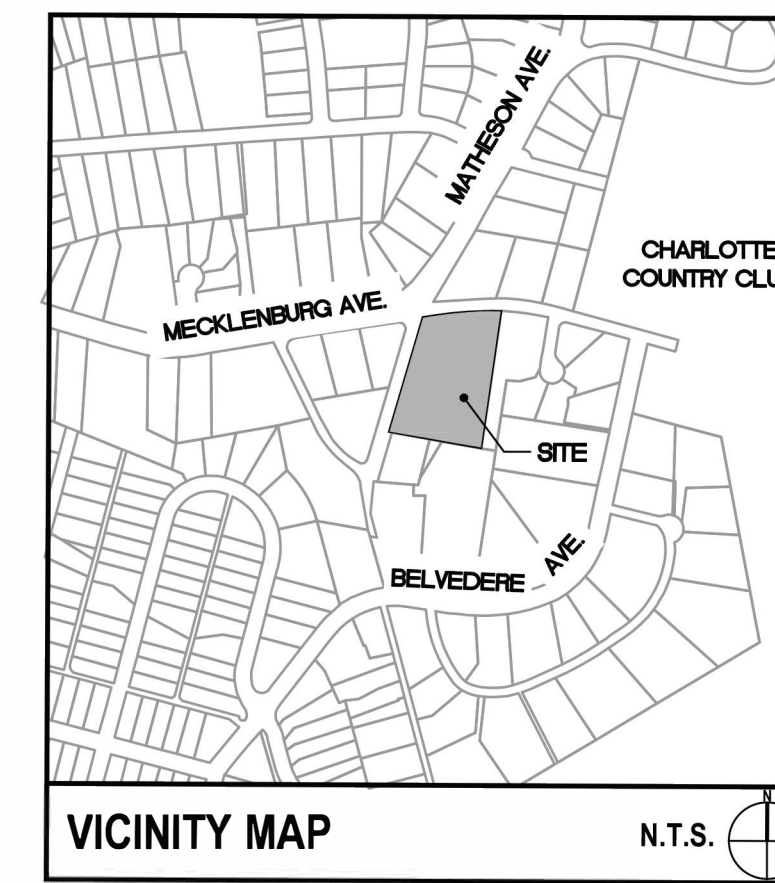 MATHESON AVE.
CHARLOTTE
COUNTRY CLU
MECKLENBURG AVE.
SITE
BELVEDERE AVE.
VICINITY MAP
N.T.S.
N